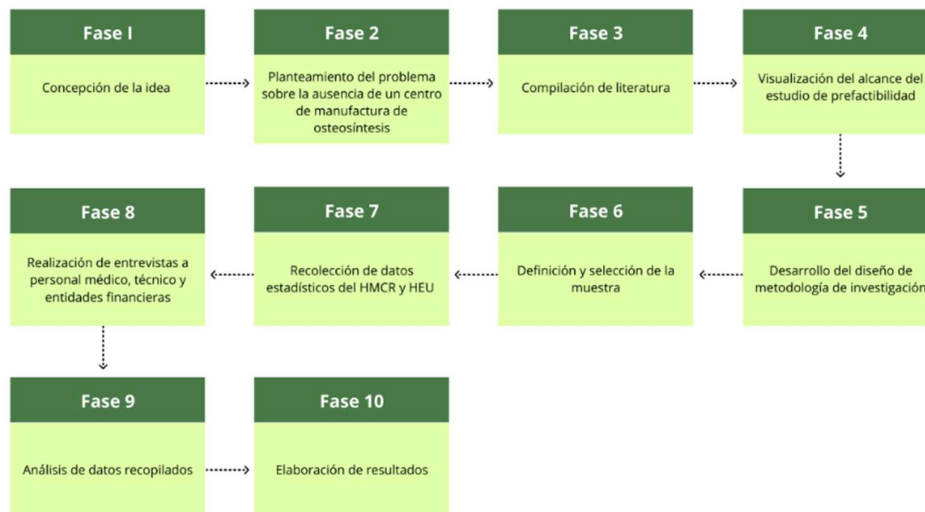 Fase I
Concepción de la idea
Fase 2
Planteamiento del problema
sobre la ausencia de un centro
de manufactura de
osteosíntesis
Fase 3
Compilación de literatura
Fase 4
Visualización del alcance del
estudio de prefactibilidad
Fase 5
Desarrollo del diseño de
metodología de investigación
Fase 6
Definición y selección de la
muestra
Fase 7
Recolección de datos
estadísticos del HMCR y HEU
Fase 8
Realización de entrevistas a
personal médico, técnico y
entidades financieras
Fase 9
Análisis de datos recopilados
Fase 10
Elaboración de resultados